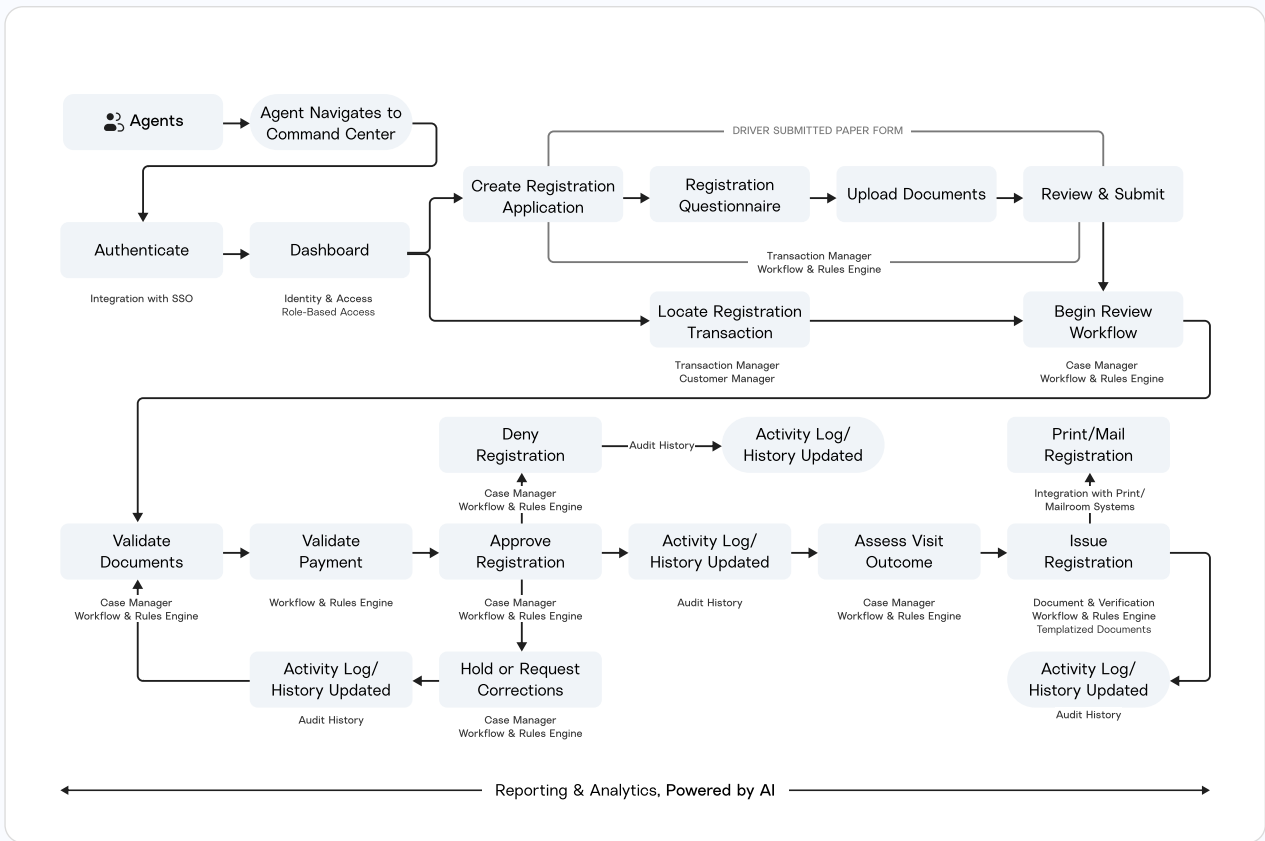 Agents
Agent Navigates to
Command Center
DRIVER SUBMITTED PAPER FORM
Create Registration
Application
Registration
Questionnaire
Upload Documents
Review & Submit
Authenticate
Dashboard
Integration with SSO
Identity & Access
Role-Based Access
Transaction Manager
Workflow & Rules Engine
Locate Registration
Transaction
Begin Review
Workflow
Transaction Manager
Customer Manager
Case Manager
Workflow & Rules Engine
Deny
Registration
Audit History
Activity Log/
History Updated
Print/Mail
Registration
Case Manager
Workflow & Rules Engine
Integration with Print/
Mailroom Systems
Validate
Documents
Validate
Payment
Approve
Registration
Activity Log/
History Updated
Assess Visit
Outcome
Issue
Registration
Case Manager
Workflow & Rules Engine
Workflow & Rules Engine
Case Manager
Workflow & Rules Engine
Audit History
Case Manager
Workflow & Rules Engine
Document & Verification
Workflow & Rules Engine
Templatized Documents
Activity Log/
History Updated
Hold or Request
Corrections
Activity Log/
History Updated
Audit History
Case Manager
Workflow & Rules Engine
Audit History
Reporting & Analytics, Powered by AI